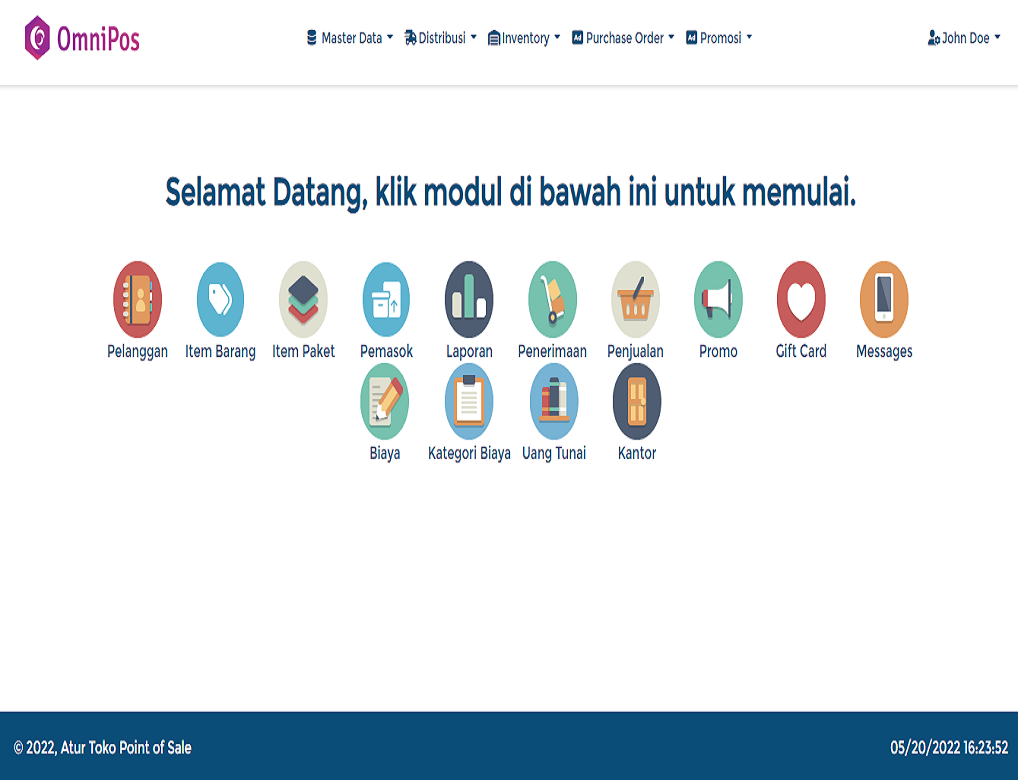 OmniPos Master Data Distribusi Inventory Ad Purchase Order Ad Promosi John Doe
Selamat Datang, klik modul di bawah ini untuk memulai.
Pelanggan Item Barang Item Paket Pemasok Laporan Penerimaan Penjualan Promo Gift Card Messages
Biaya Kategori Biaya Uang Tunai Kantor
© 2022, Atur Toko Point of Sale 05/20/2022 16:23:52